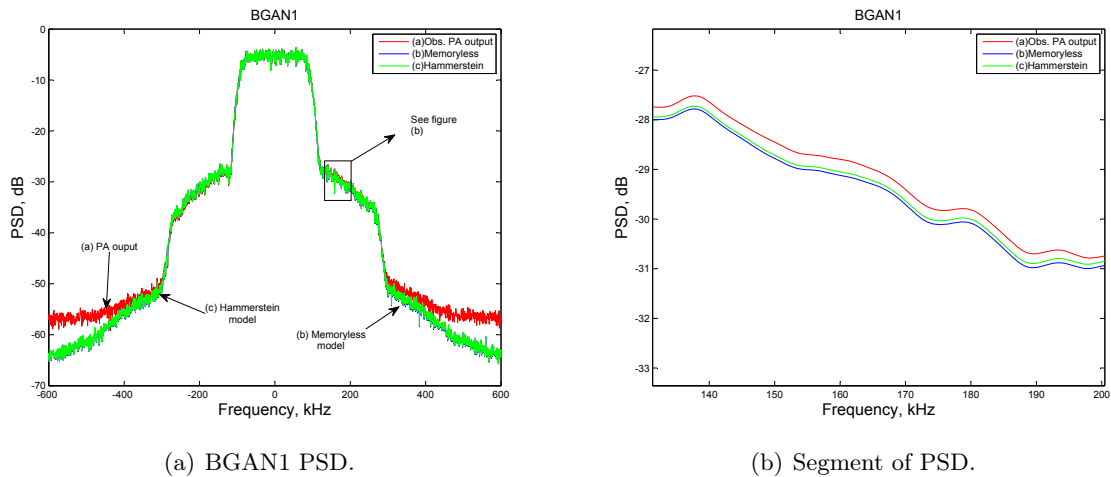 BGAN1
(a)Obs. PA output
(b)Memoryless
(c)Hammerstein
See figure
(b)
(a) PA ouput
(c) Hammerstein
model
(b) Memoryless
model
PSD, dB
0
-10
-20
-30
-40
-50
-60
-70
-600
-400
-200
0
200
400
600
Frequency, kHz
(a) BGAN1 PSD.
BGAN1
(a)Obs. PA output
(b)Memoryless
(c)Hammerstein
PSD, dB
-27
-28
-29
-30
-31
-32
-33
140
150
160
170
180
190
200
Frequency, kHz
(b) Segment of PSD.